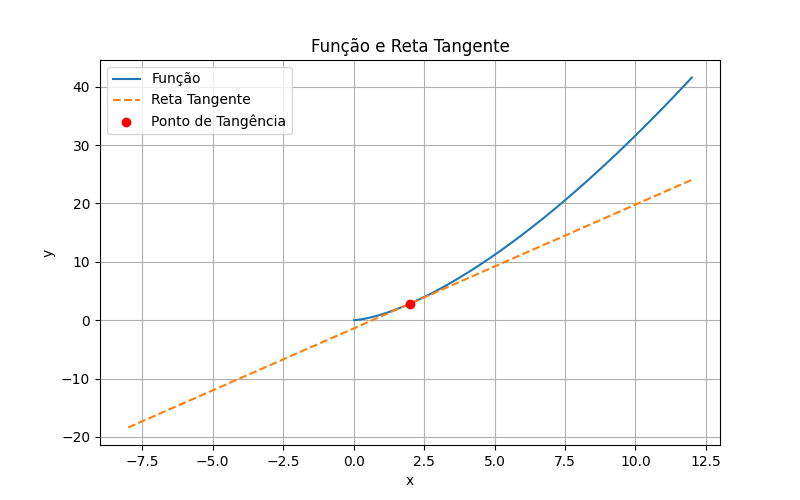 Função e Reta Tangente
Função
Reta Tangente
Ponto de Tangência
y
40
30
20
10
0
−10
−20
−7.5 −5.0 −2.5 0.0 2.5 5.0 7.5 10.0 12.5
x